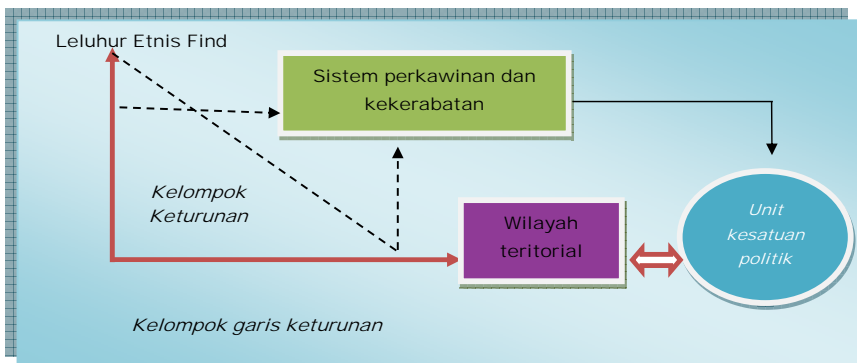 Leluhur Etnis Find
Sistem perkawinan dan
kekerabatan
Kelompok
Keturunan
Wilayah
teritorial
Unit
kesatuan
politik
Kelompok garis keturunan